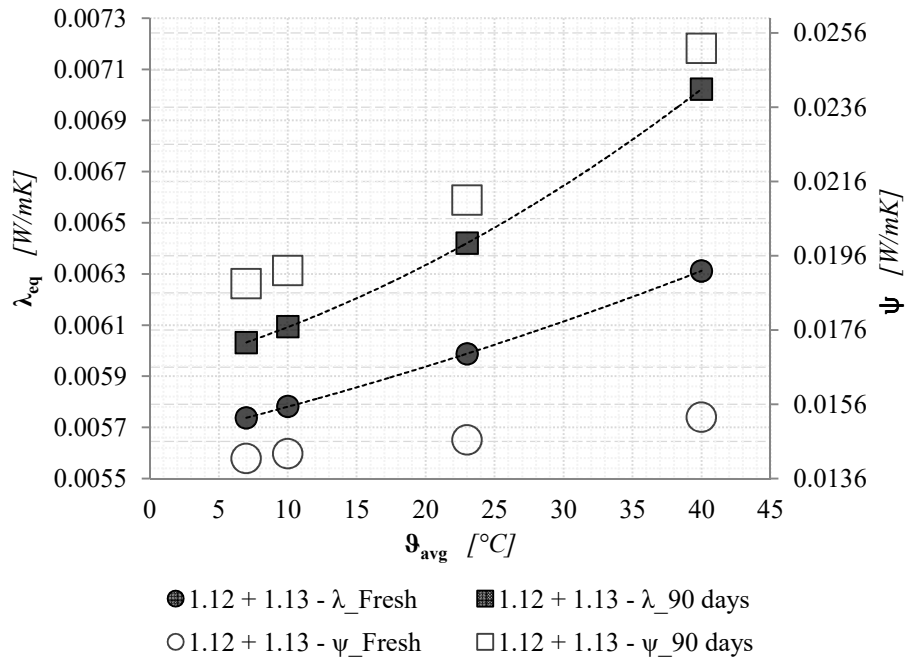 0.0073
0.0071
0.0069
0.0067
0.0065
0.0063
0.0061
0.0059
0.0057
0.0055
λeq [W/mK]
0.0256
0.0236
0.0216
0.0196
0.0176
0.0156
0.0136
ψ [W/mK]
0 5 10 15 20 25 30 35 40 45
ϑavg [°C]
1.12 + 1.13 - λ_Fresh 1.12 + 1.13 - λ_90 days
1.12 + 1.13 - ψ_Fresh 1.12 + 1.13 - ψ_90 days